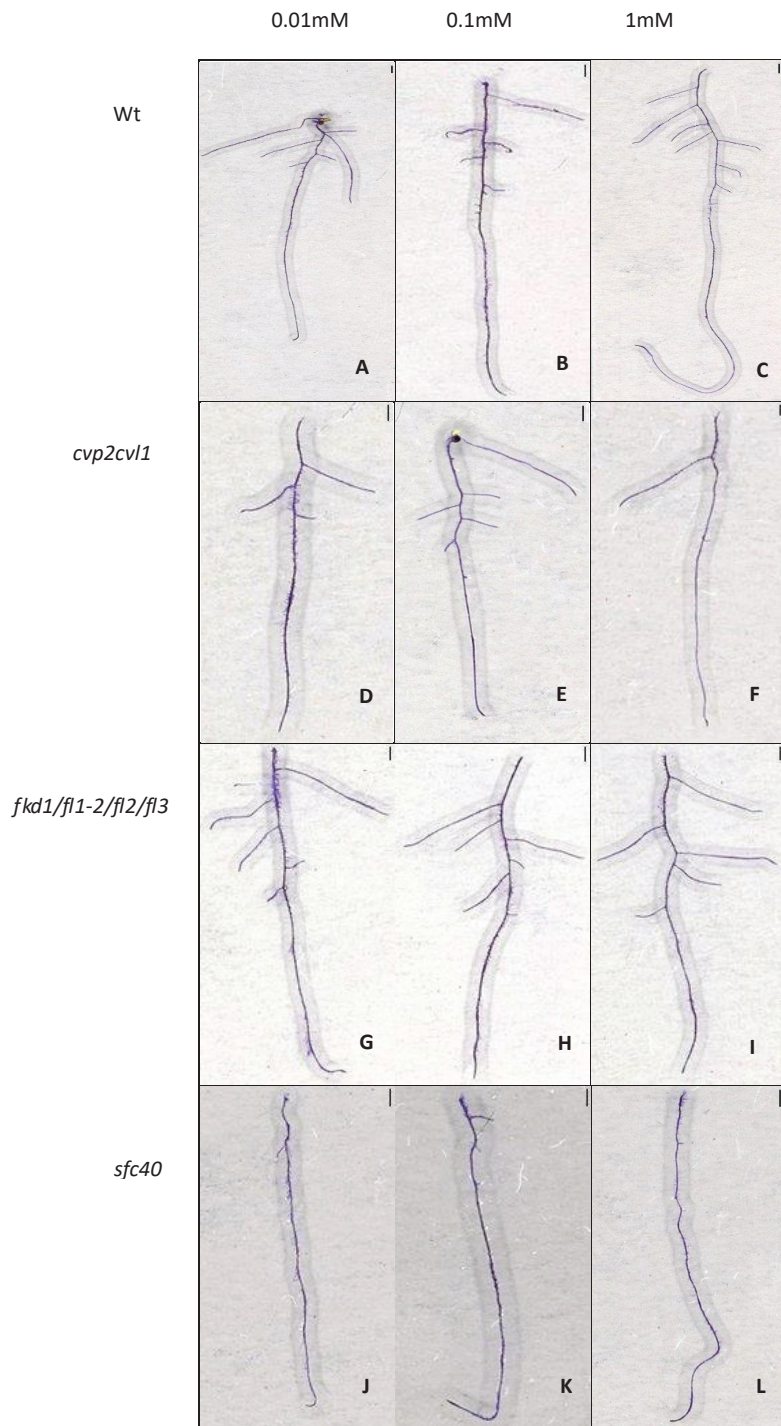 0.01mM 0.1mM 1mM
Wt
A B C
cvp2cvl1
D E F
fkd1/fl1-2/fl2/fl3
G H I
sfc40
J K L